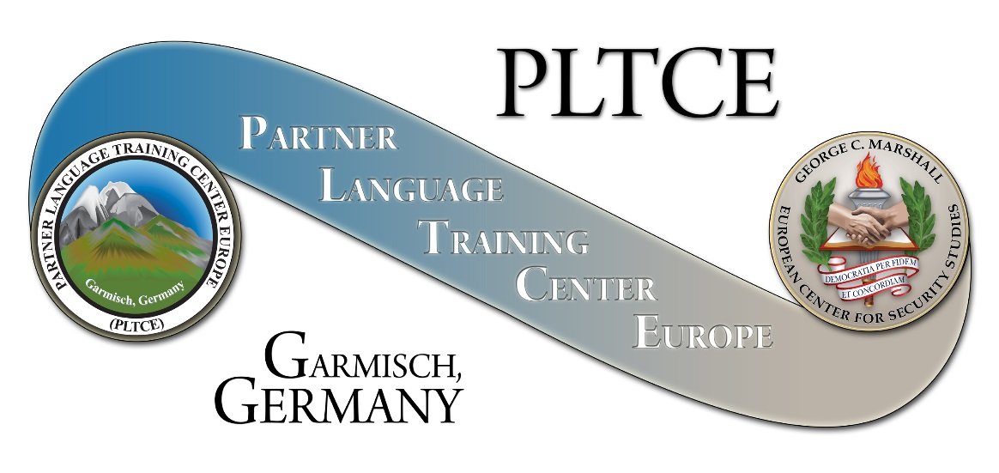 PLTCE
PARTNER
LANGUAGE
TRAINING
CENTER
EUROPE
PARTNER LANGUAGE TRAINING CENTER EUROPE
Garmisch, Germany
(PLTCE)
GEORGE C. MARSHALL
EUROPEAN CENTER FOR SECURITY STUDIES
DEMOCRATIA PER FIDEM
ET CONCORDIAM
GARMISCH,
GERMANY